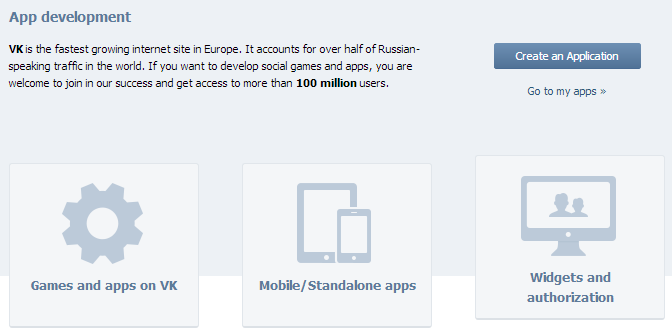 App development
VK is the fastest growing internet site in Europe. It accounts for over half of Russian-
speaking traffic in the world. If you want to develop social games and apps, you are
welcome to join in our success and get access to more than 100 million users.
Create an Application
Go to my apps »
Games and apps on VK
Mobile/Standalone apps
Widgets and
authorization